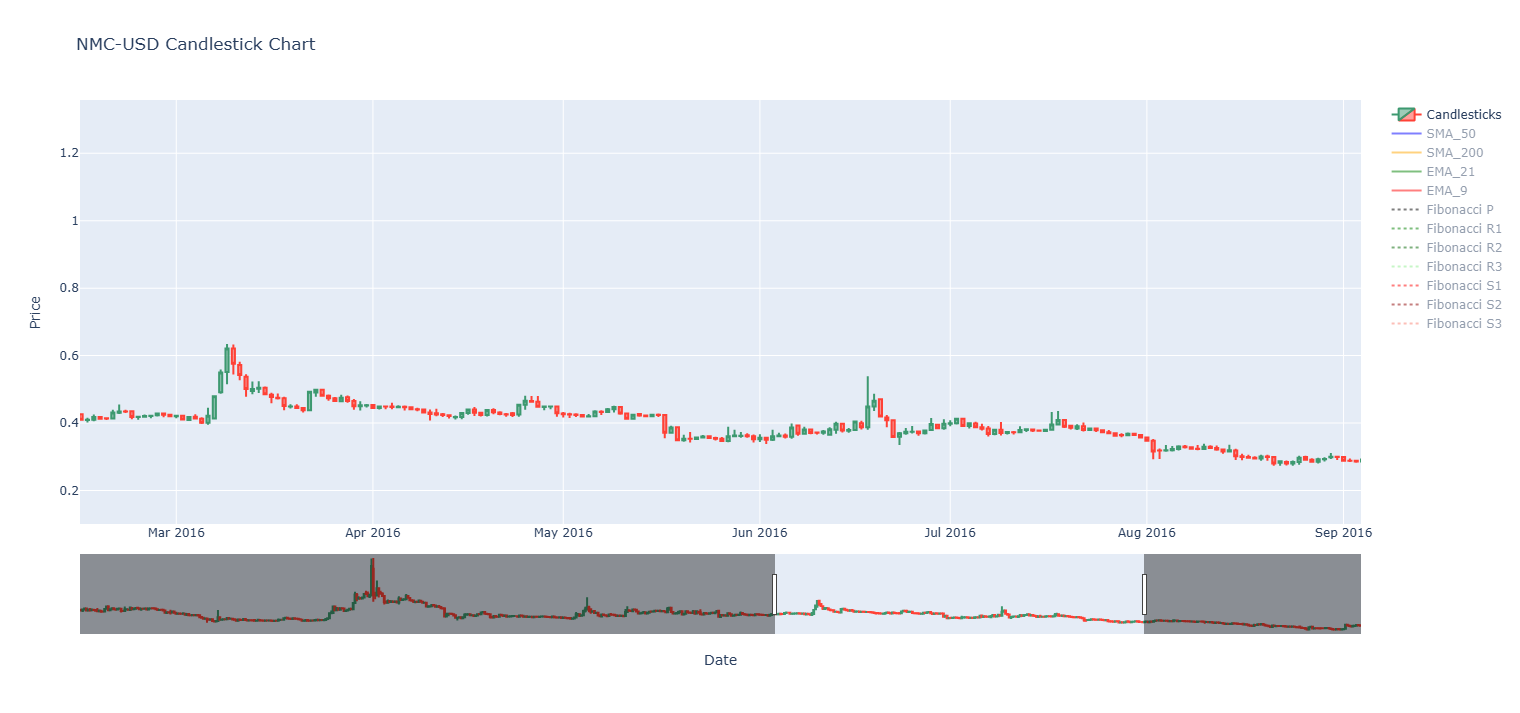 NMC-USD Candlestick Chart
Candlesticks
SMA_50
SMA_200
EMA_21
EMA_9
Fibonacci P
Fibonacci R1
Fibonacci R2
Fibonacci R3
Fibonacci S1
Fibonacci S2
Fibonacci S3
Price
1.2
1
0.8
0.6
0.4
0.2
Mar 2016 Apr 2016 May 2016 Jun 2016 Jul 2016 Aug 2016 Sep 2016
Date